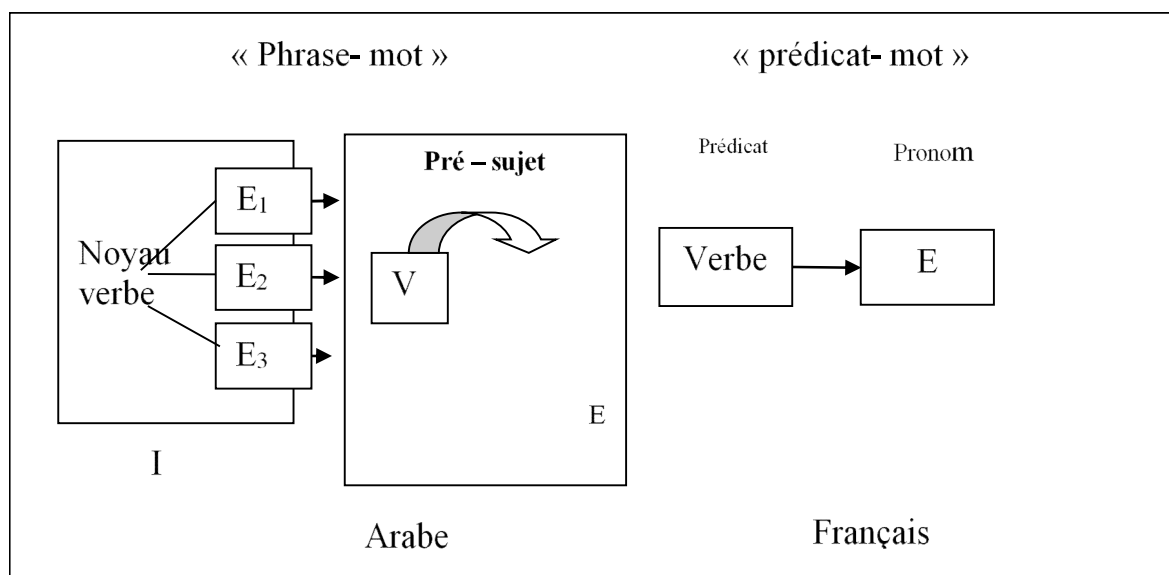 « Phrase- mot »
« prédicat- mot »
Pré – sujet
Prédicat
Pronom
E1
Noyau
verbe
E2
E3
V
Verbe
E
E
I
Arabe
Français